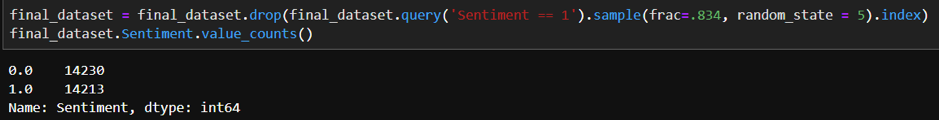 final_dataset = final_dataset.drop(final_dataset.query('Sentiment == 1').sample(frac=.834, random_state = 5).index)
final_dataset.Sentiment.value_counts()
0.0    14230
1.0    14213
Name: Sentiment, dtype: int64